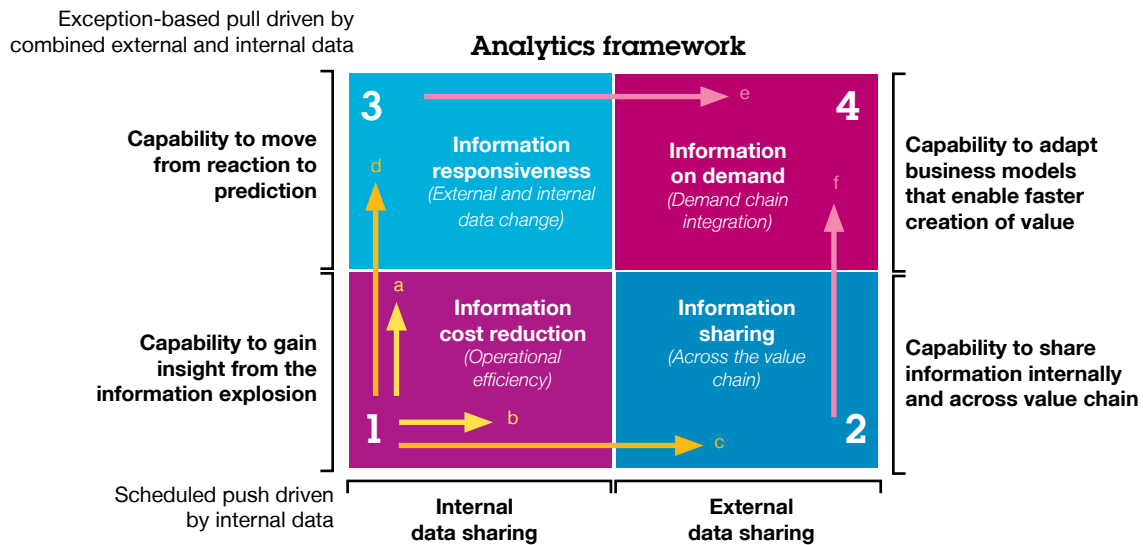 Exception-based pull driven by
combined external and internal data
Analytics framework
Capability to move
from reaction to
prediction
3
d
Information
responsiveness
(External and internal
data change)
e
4
Information
on demand
(Demand chain
integration)
f
Capability to adapt
business models
that enable faster
creation of value
Capability to gain
insight from the
information explosion
a
Information
cost reduction
(Operational
efficiency)
1
b
c
Information
sharing
(Across the value
chain)
2
Capability to share
information internally
and across value chain
Scheduled push driven
by internal data
Internal
data sharing
External
data sharing